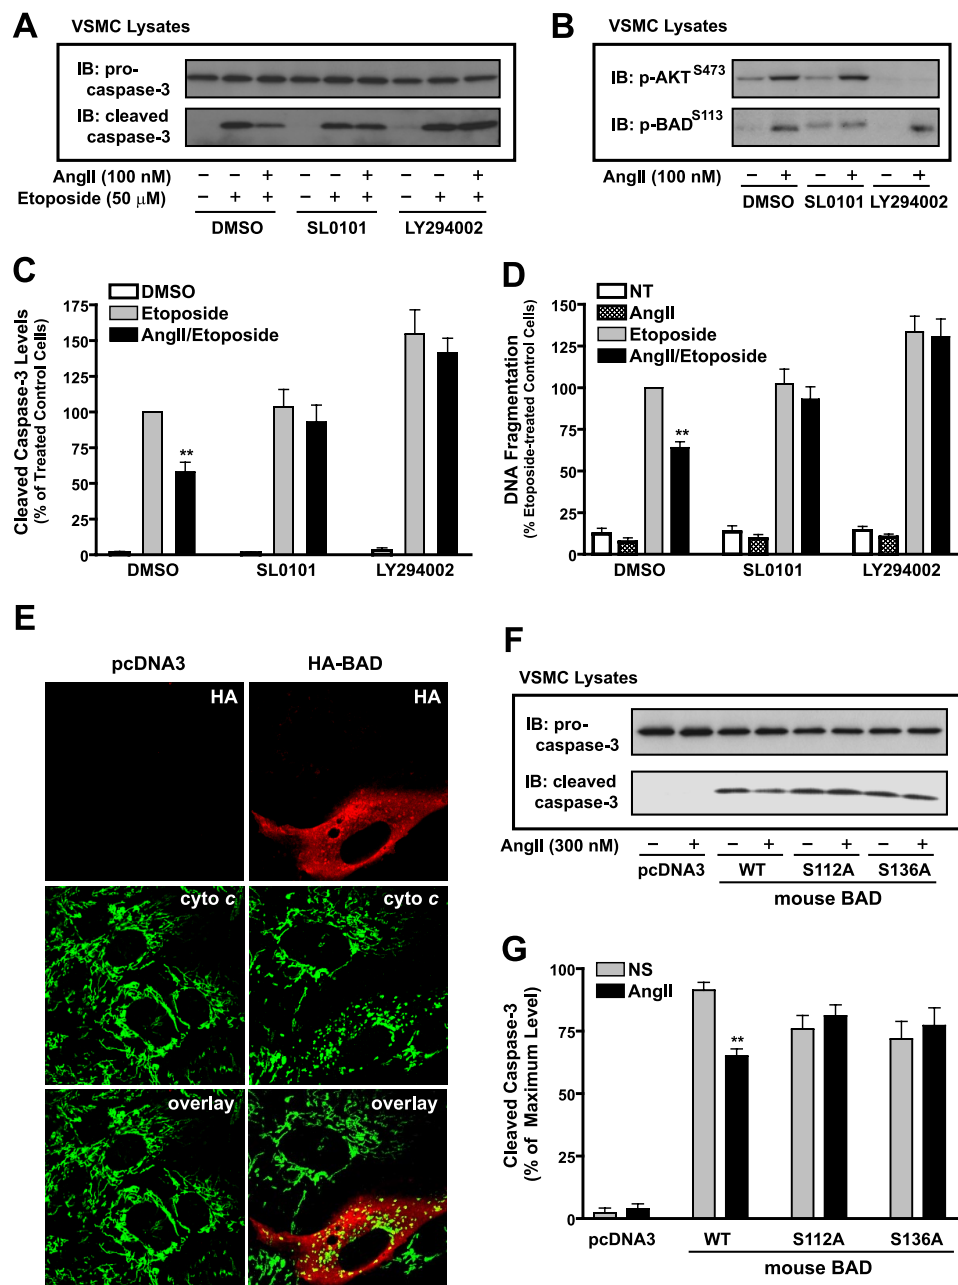 A
VSMC Lysates
IB: pro-
caspase-3
IB: cleaved
caspase-3
AngII (100 nM) – – + – – + – – +
Etoposide (50 μM) – + + – + + – + +
DMSO SL0101 LY294002
B
VSMC Lysates
IB: p-AKT S473
IB: p-BAD S113
AngII (100 nM) – + – + – +
DMSO SL0101 LY294002
C
DMSO
Etoposide
AngII/Etoposide
Cleaved Caspase-3 Levels
(% of Treated Control Cells)
175
150
125
100
75
50
25
0
**
DMSO SL0101 LY294002
D
NT
AngII
Etoposide
AngII/Etoposide
DNA Fragmentation
(% Etoposide-treated Control Cells)
150
125
100
75
50
25
0
**
DMSO SL0101 LY294002
E
pcDNA3 HA-BAD
HA HA
cyto c cyto c
overlay overlay
F
VSMC Lysates
IB: pro-
caspase-3
IB: cleaved
caspase-3
AngII (300 nM) – + – + – + – +
pcDNA3 WT S112A S136A
mouse BAD
G
NS
AngII
Cleaved Caspase-3
(% of Maximum Level)
100
75
50
25
0
**
pcDNA3 WT S112A S136A
mouse BAD